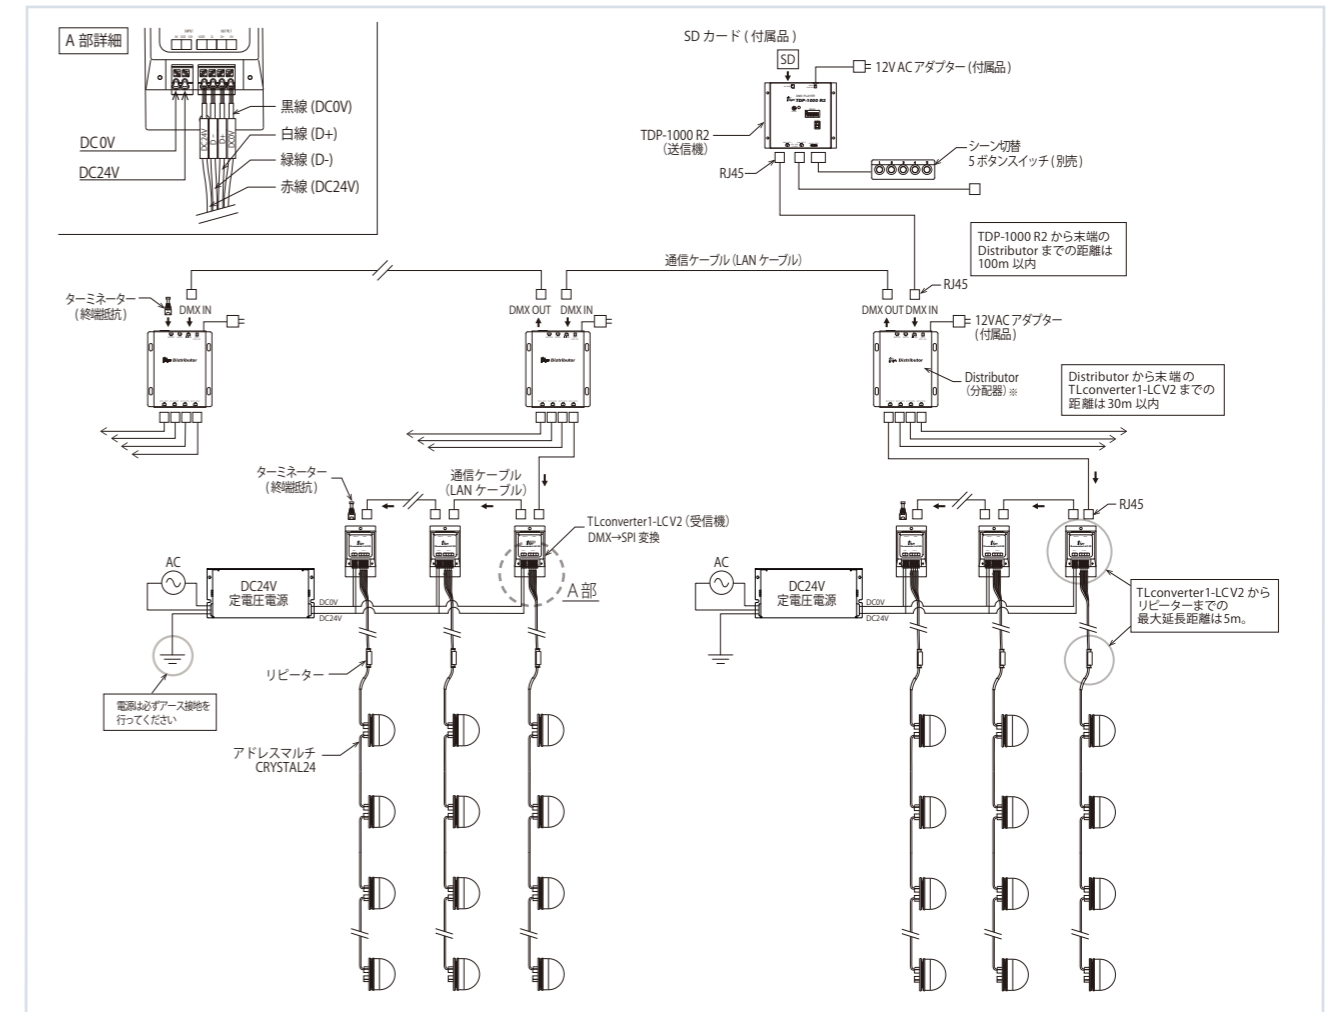 A 部詳細
DC0V
DC24V
DC24V
D-
D+
DC0V
黒線 (DC0V)
白線 (D+)
緑線 (D-)
赤線 (DC24V)
SD カード ( 付属品 )
SD
12V AC アダプター (付属品)
TDP-1000 R2
TDP-1000 R2
(送信機)
RJ45
シーン切替
5 ボタンスイッチ ( 別売 )
TDP-1000 R2 から末端の
Distributor までの距離は
100m 以内
通信ケーブル (LAN ケーブル)
RJ45
ターミネーター
( 終端抵抗 )
DMX IN
DMX OUT
DMX IN
DMX OUT
DMX IN
12VAC アダプター
(付属品)
Distributor
Distributor
Distributor
Distributor
(分配器) ※
Distributor から末端の
TLconverter1-LCV2 までの
距離は 30m 以内
ターミネーター
( 終端抵抗 )
通信ケーブル
(LAN ケーブル)
RJ45
TLconverter1-LCV2 (受信機)
DMX→SPI 変換
A 部
AC
DC24V
定電圧電源
DC0V
DC24V
AC
DC24V
定電圧電源
DC0V
DC24V
TLconverter1-LCV2 から
リピーターまでの
最大延長距離は5m。
リピーター
電源は必ずアース接地を
行ってください
アドレスマルチ
CRYSTAL24